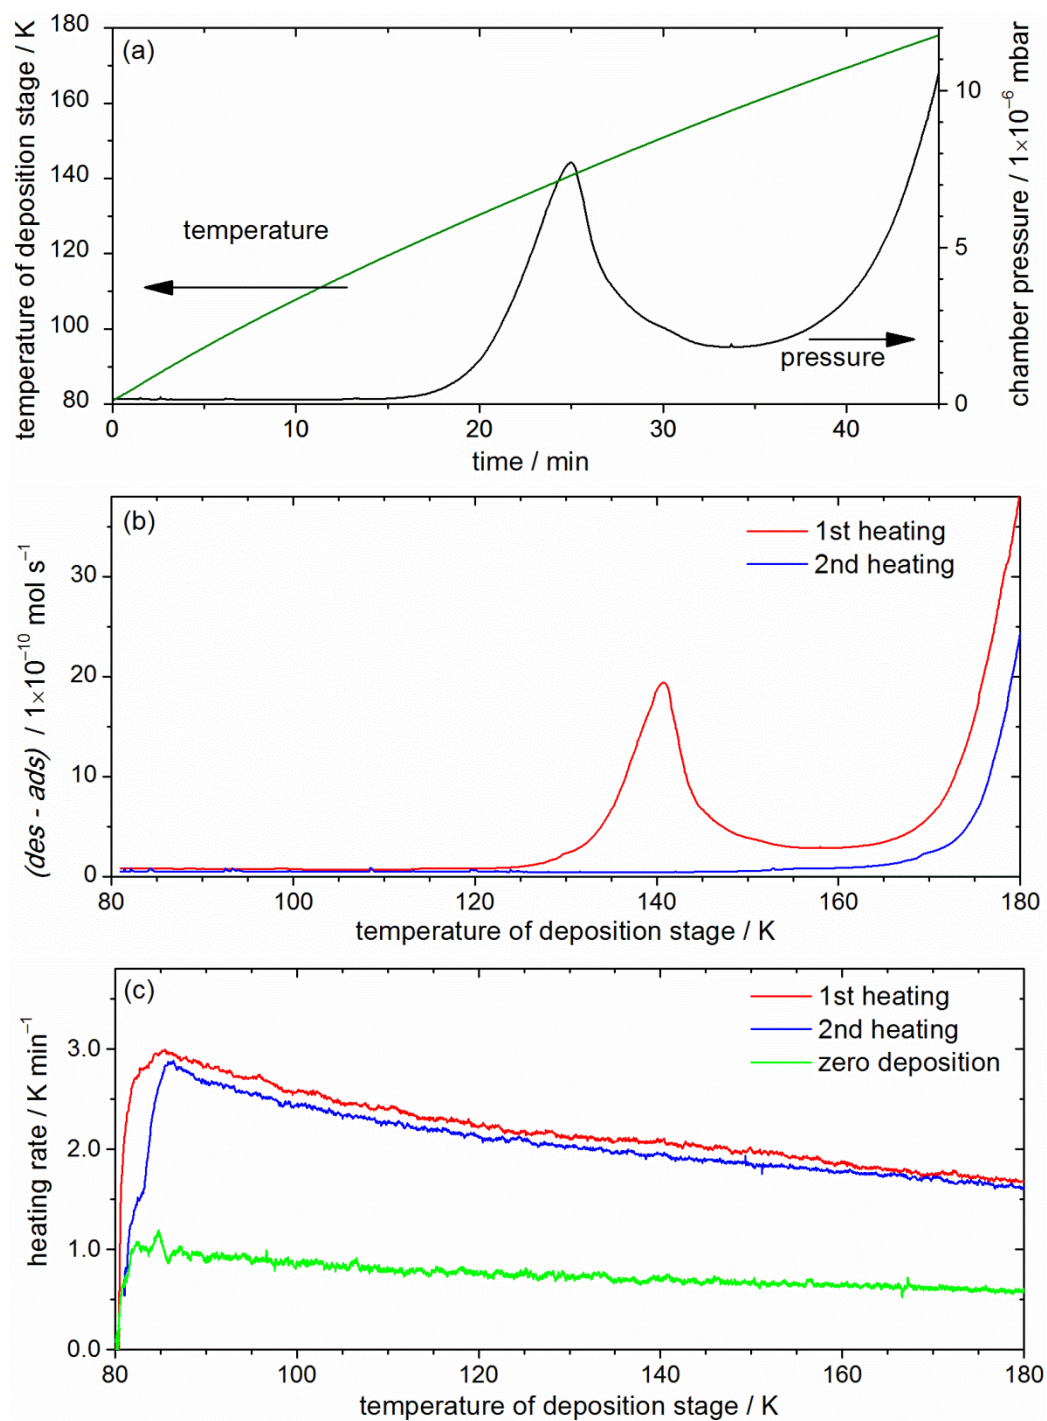 (a)
temperature of deposition stage / K
180
160
140
120
100
80
temperature
pressure
10
5
0
chamber pressure / 1×10⁻⁶ mbar
0 10 20 30 40
time / min
(b)
1st heating
2nd heating
(des - ads) / 1×10⁻¹⁰ mol s⁻¹
30
20
10
0
80 100 120 140 160 180
temperature of deposition stage / K
(c)
1st heating
2nd heating
zero deposition
heating rate / K min⁻¹
3.0
2.0
1.0
0.0
80 100 120 140 160 180
temperature of deposition stage / K